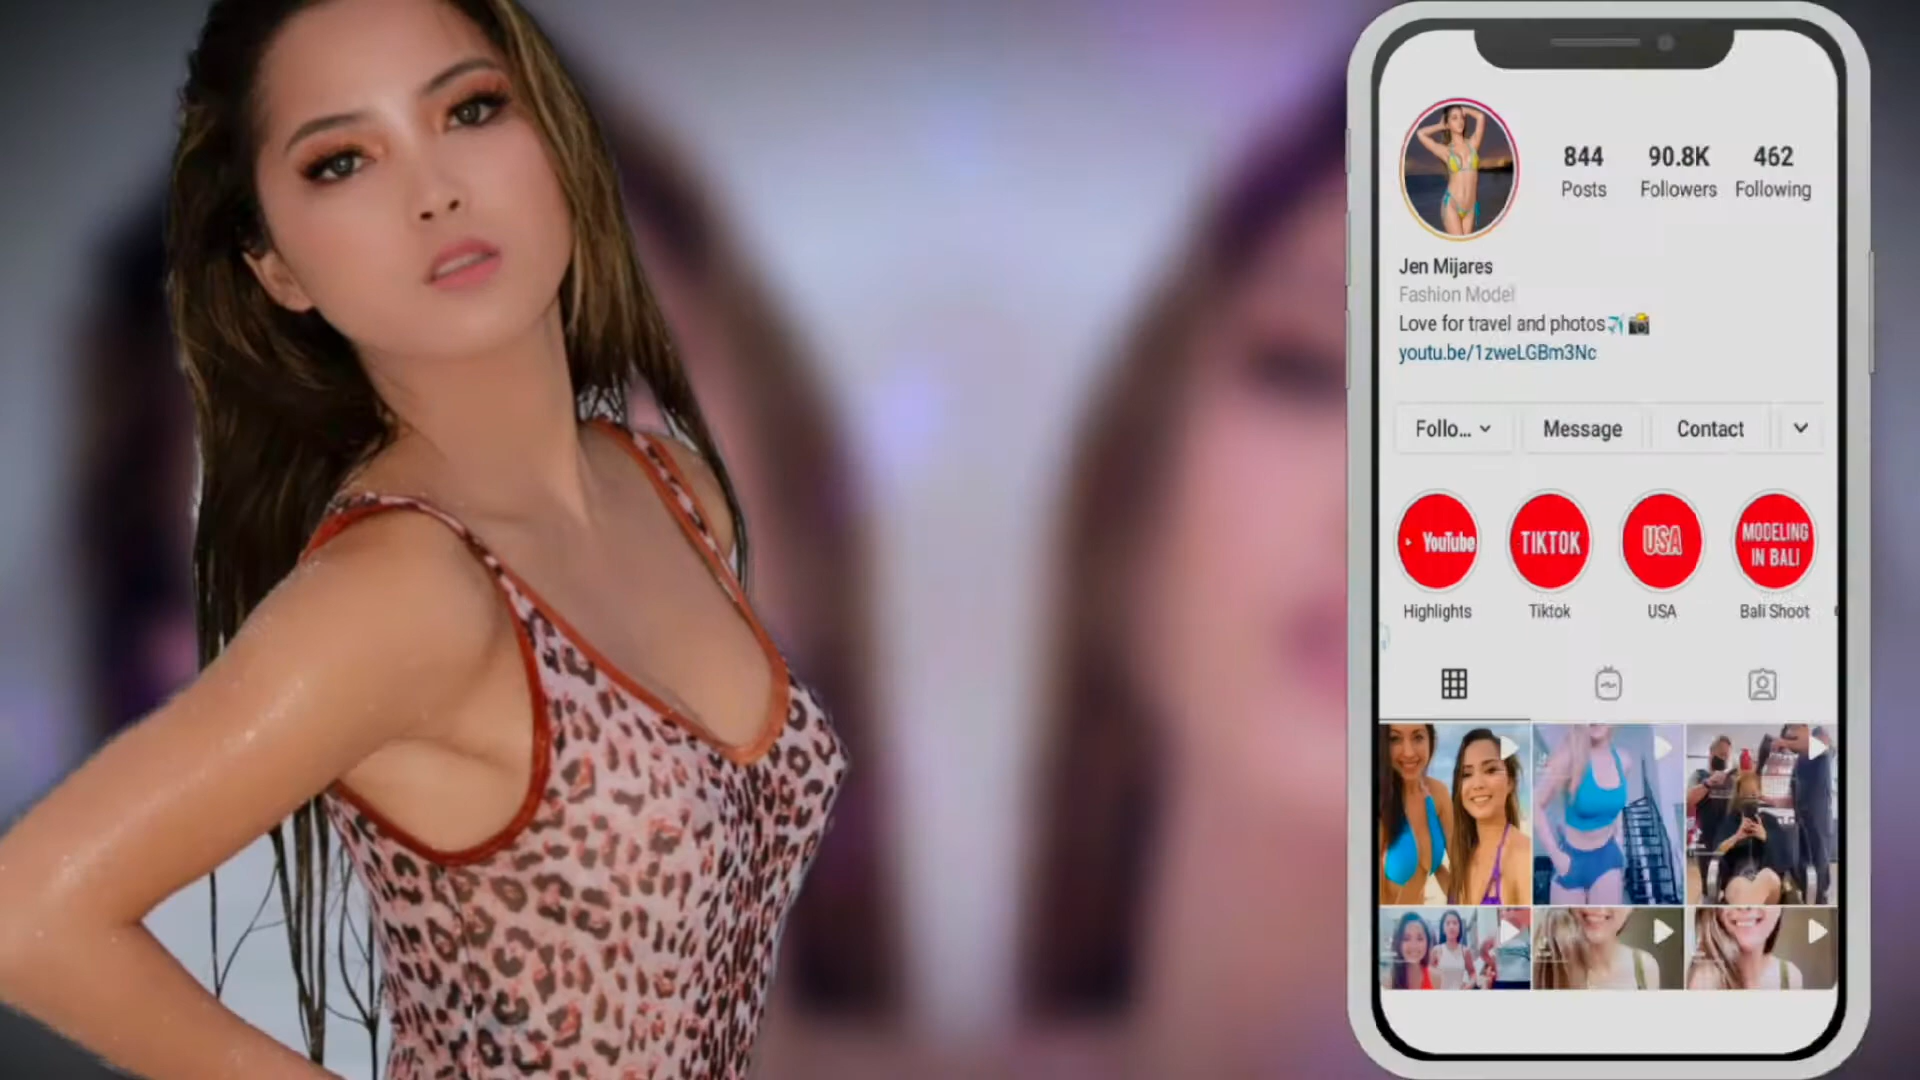 844 90.8K 462
Posts Followers Following
Jen Mijares
Fashion Model
Love for travel and photos✈️📸
youtu.be/1zweLGBm3Nc
Follo... Message Contact
YouTube TIKTOK USA MODELING
IN BALI
Highlights Tiktok USA Bali Shoot